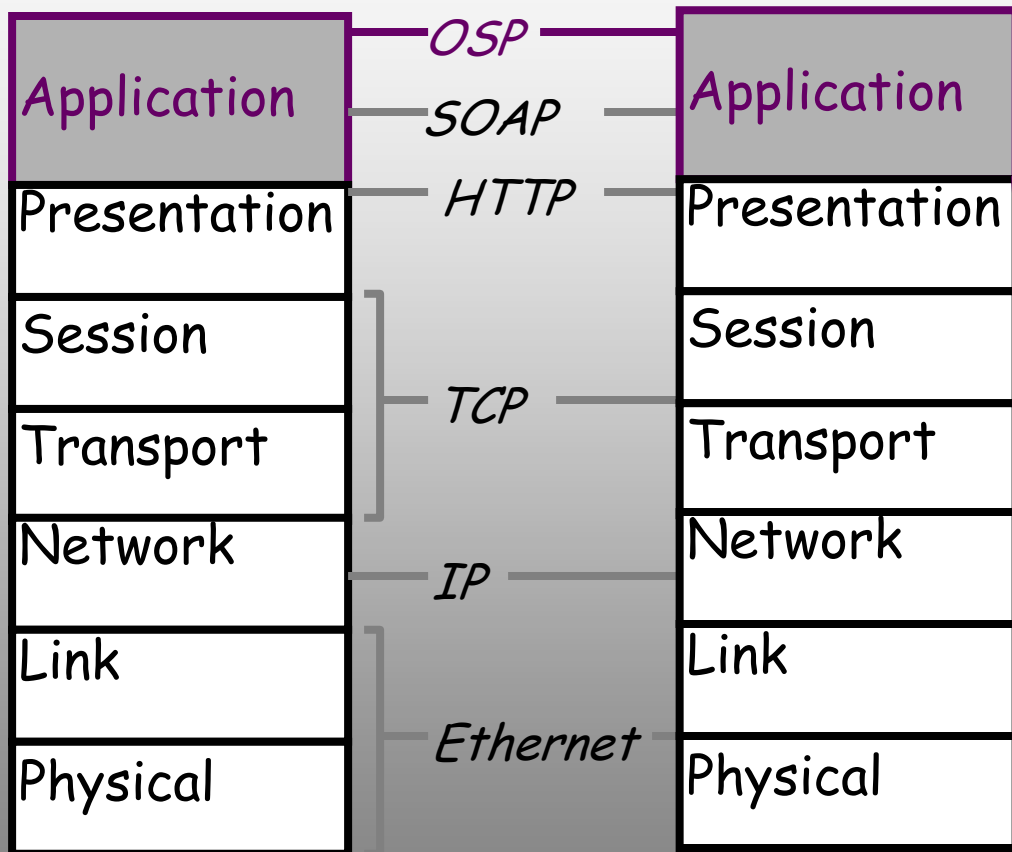 OSP
Application
SOAP
Application
HTTP
Presentation
Presentation
Session
Session
TCP
Transport
Transport
Network
IP
Network
Link
Link
Ethernet
Physical
Physical